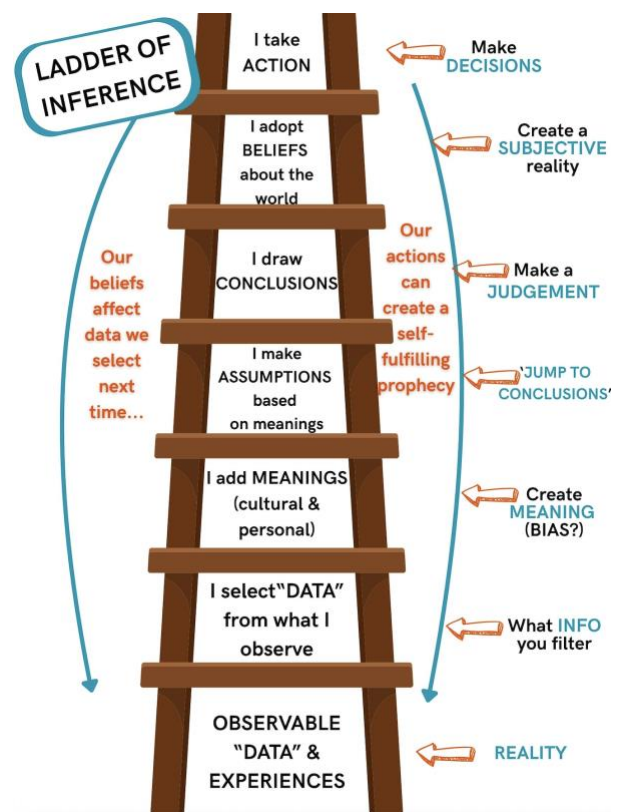 LADDER OF
INFERENCE
I take
ACTION
Make
DECISIONS
I adopt
BELIEFS
about the
world
Create a
SUBJECTIVE
reality
Our
beliefs
affect
data we
select
next
time...
I draw
CONCLUSIONS
Our
actions
can
create a
self-
fulfilling
prophecy
Make a
JUDGEMENT
I make
ASSUMPTIONS
based
on meanings
'JUMP TO
CONCLUSIONS'
I add MEANINGS
(cultural &
personal)
Create
MEANING
(BIAS?)
I select"DATA"
from what I
observe
What INFO
you filter
OBSERVABLE
"DATA" &
EXPERIENCES
REALITY